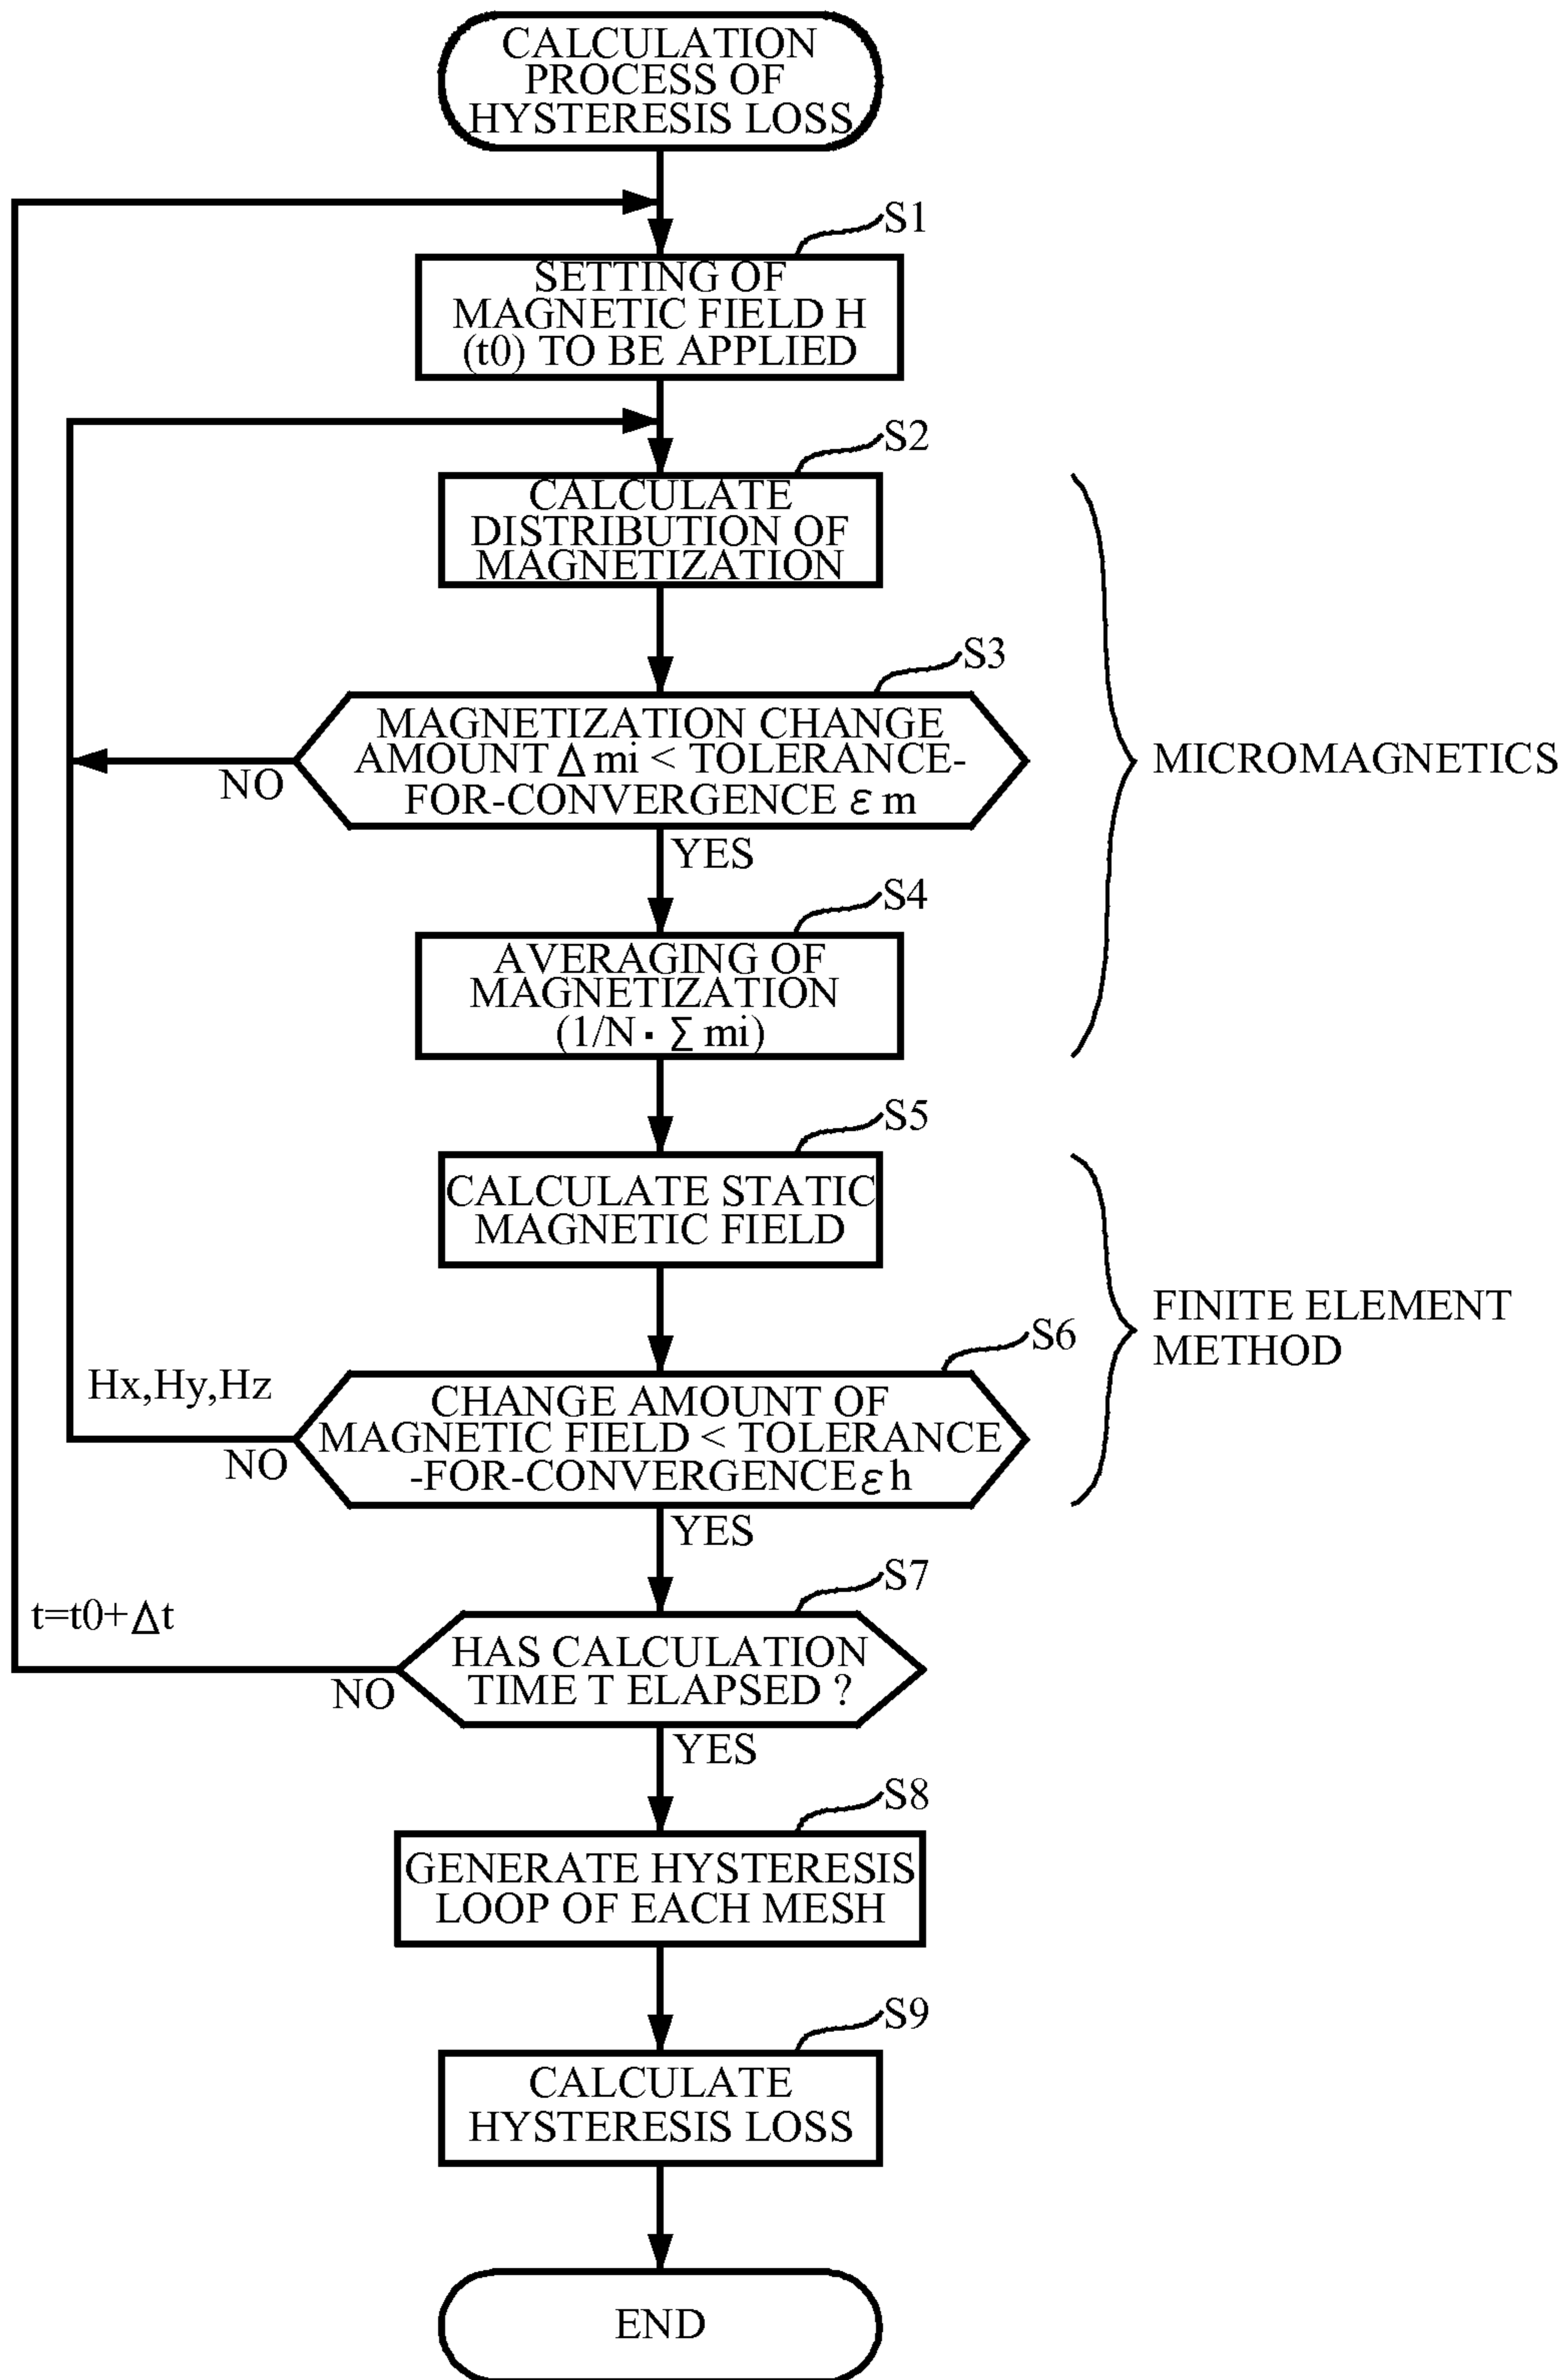 CALCULATION
PROCESS OF
HYSTERESIS LOSS
S1
SETTING OF
MAGNETIC FIELD H
(t0) TO BE APPLIED
S2
CALCULATE
DISTRIBUTION OF
MAGNETIZATION
S3
MAGNETIZATION CHANGE
AMOUNT Δ mi < TOLERANCE-
FOR-CONVERGENCE ε m
NO
YES
MICROMAGNETICS
S4
AVERAGING OF
MAGNETIZATION
(1/N · Σ mi)
S5
CALCULATE STATIC
MAGNETIC FIELD
FINITE ELEMENT
METHOD
S6
Hx,Hy,Hz
CHANGE AMOUNT OF
MAGNETIC FIELD < TOLERANCE
-FOR-CONVERGENCE ε h
NO
YES
S7
t=t0+Δt
HAS CALCULATION
TIME T ELAPSED ?
NO
YES
S8
GENERATE HYSTERESIS
LOOP OF EACH MESH
S9
CALCULATE
HYSTERESIS LOSS
END